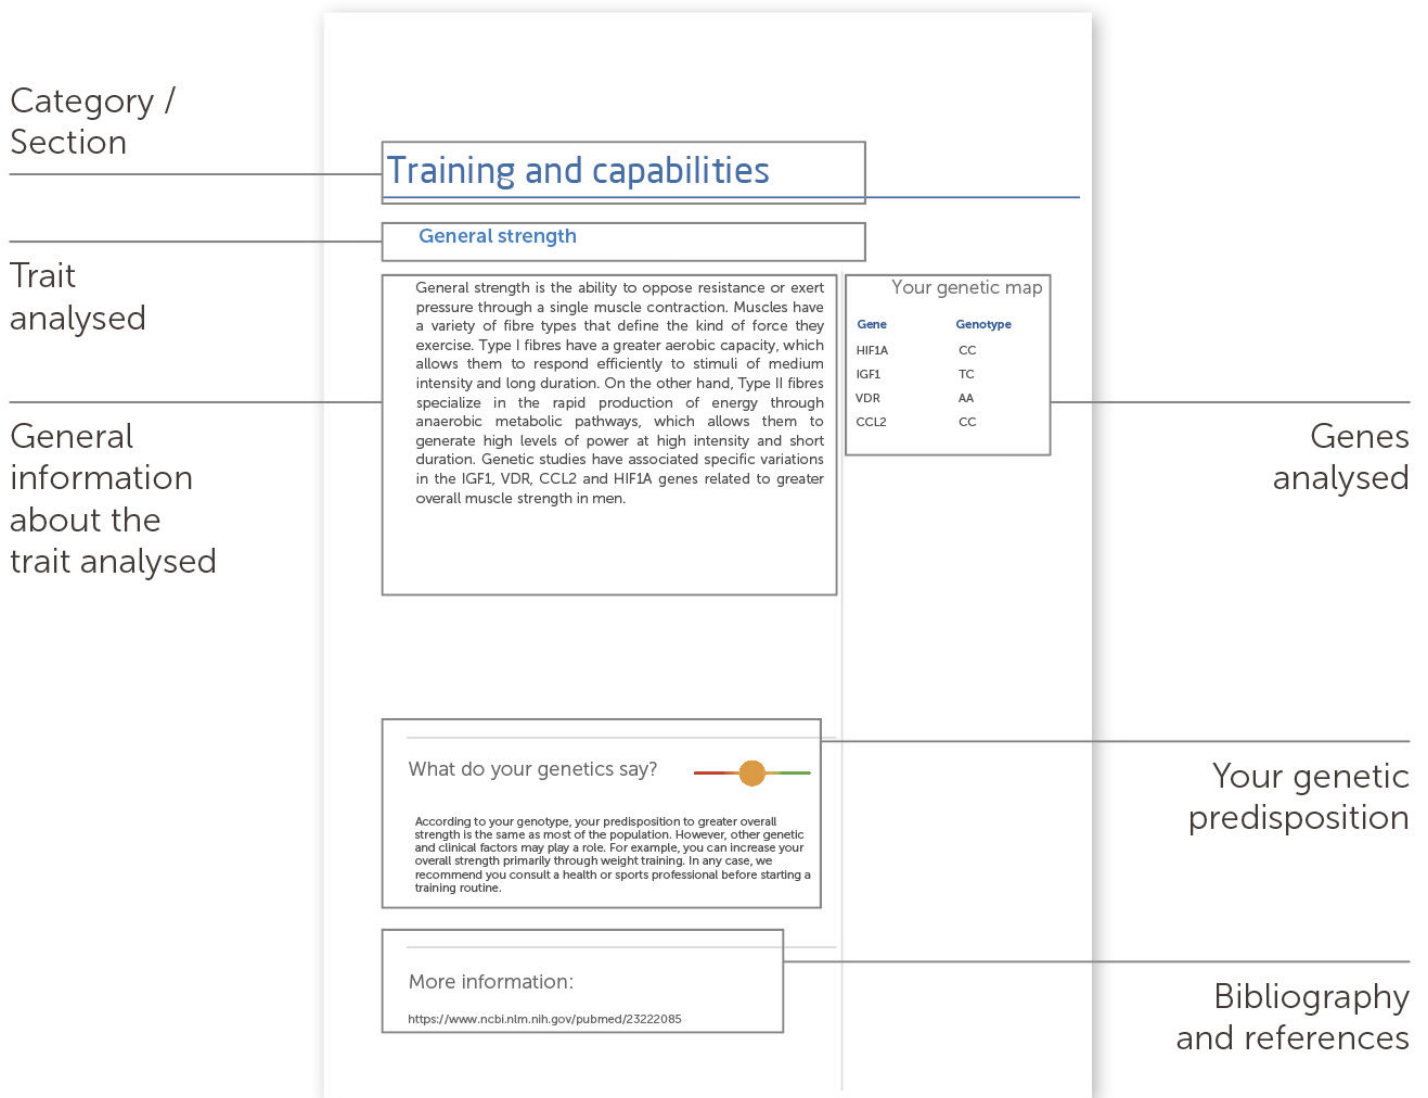 Category /
Section
Training and capabilities
General strength
Trait
analysed
General strength is the ability to oppose resistance or exert
pressure through a single muscle contraction. Muscles have
a variety of fibre types that define the kind of force they
exercise. Type I fibres have a greater aerobic capacity, which
allows them to respond efficiently to stimuli of medium
intensity and long duration. On the other hand, Type II fibres
specialize in the rapid production of energy through
anaerobic metabolic pathways, which allows them to
generate high levels of power at high intensity and short
duration. Genetic studies have associated specific variations
in the IGF1, VDR, CCL2 and HIF1A genes related to greater
overall muscle strength in men.
Your genetic map
Gene Genotype
HIF1A CC
IGF1 TC
VDR AA
CCL2 CC
General
information
about the
trait analysed
Genes
analysed
What do your genetics say?
According to your genotype, your predisposition to greater overall
strength is the same as most of the population. However, other genetic
and clinical factors may play a role. For example, you can increase your
overall strength primarily through weight training. In any case, we
recommend you consult a health or sports professional before starting a
training routine.
Your genetic
predisposition
More information:
https://www.ncbi.nlm.nih.gov/pubmed/23222085
Bibliography
and references